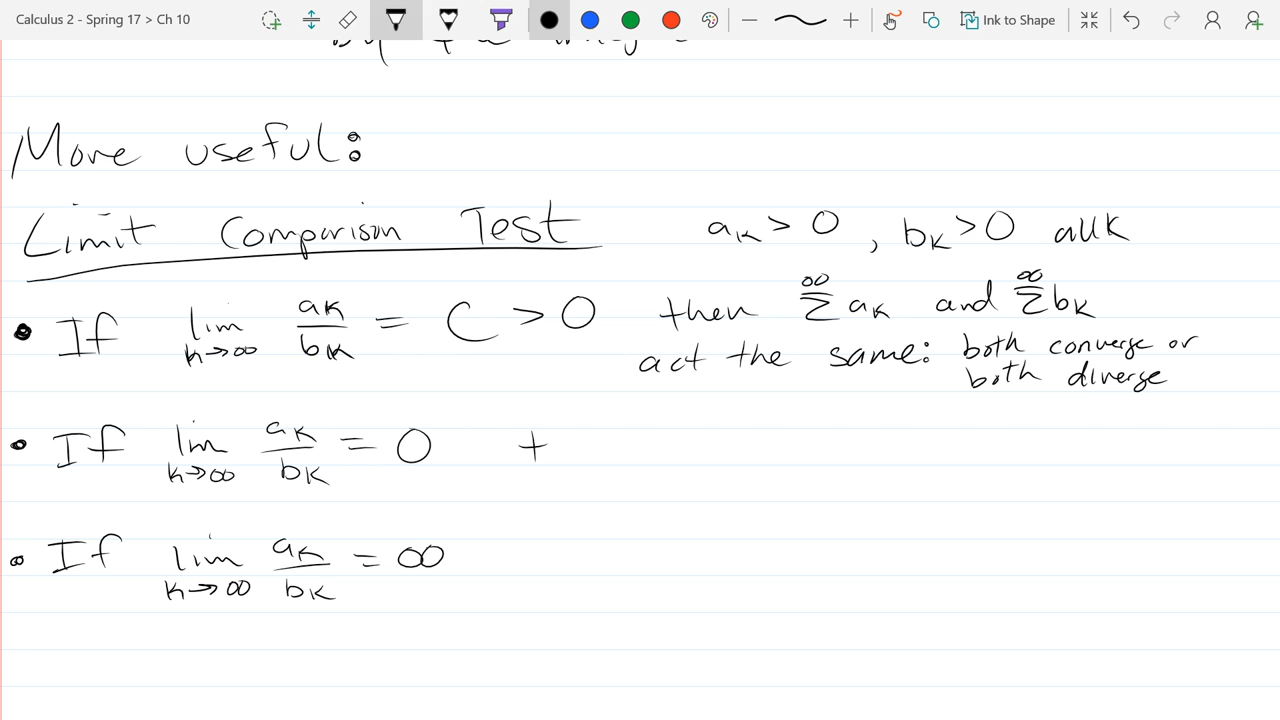 Calculus 2 - Spring 17 > Ch 10
Ink to Shape
More useful:
Limit Comparison Test aₖ > 0 , bₖ > 0 all k
• If lim k→∞ aₖ/bₖ = C > 0 then ∞ Σ aₖ and ∞ Σ bₖ
act the same: both converge or
both diverge
• If lim k→∞ aₖ/bₖ = 0 +
• If lim k→∞ aₖ/bₖ = ∞